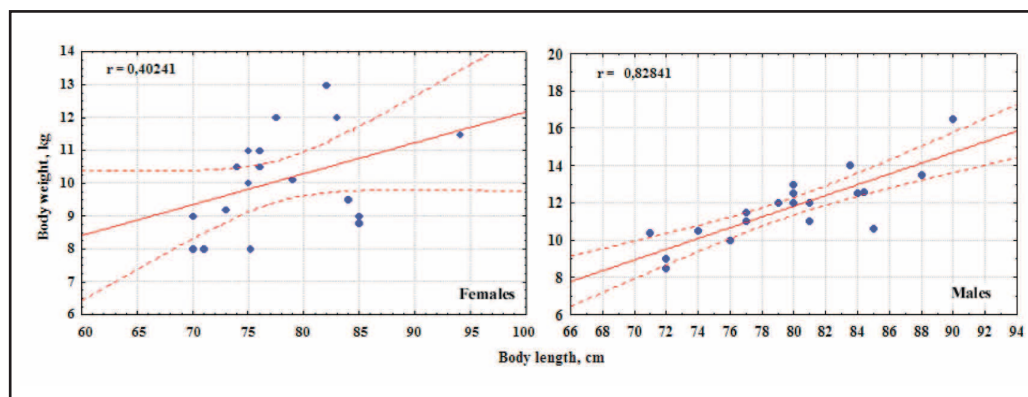 r = 0,40241
14
13
12
11
10
9
8
7
6
Body weight, kg
Females
60 70 75 80 85 90 95 100
r = 0,82841
20
18
16
14
12
10
8
6
Males
66 68 70 72 74 76 78 80 82 84 86 88 90 92 94
Body length, cm